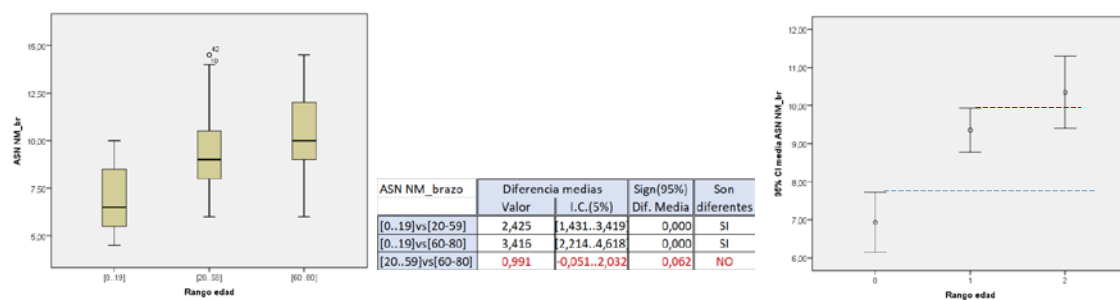 15,00
12,50
10,00
7,50
5,00
ASN NM_br
42
19
[0..19]
[20..59]
[60..80]
Rango edad
ASN NM_brazo Diferencia medias Sign(95%) Son
Valor I.C.(5%) Dif. Media diferentes
[0..19]vs[20-59] 2,425 [1,431..3,419] 0,000 SI
[0..19]vs[60-80] 3,416 [2,214..4,618] 0,000 SI
[20..59]vs[60-80] 0,991 -0,051..2,032 0,062 NO
12,00
11,00
10,00
9,00
8,00
7,00
6,00
95% CI media ASN NM_br
0
1
2
Rango edad